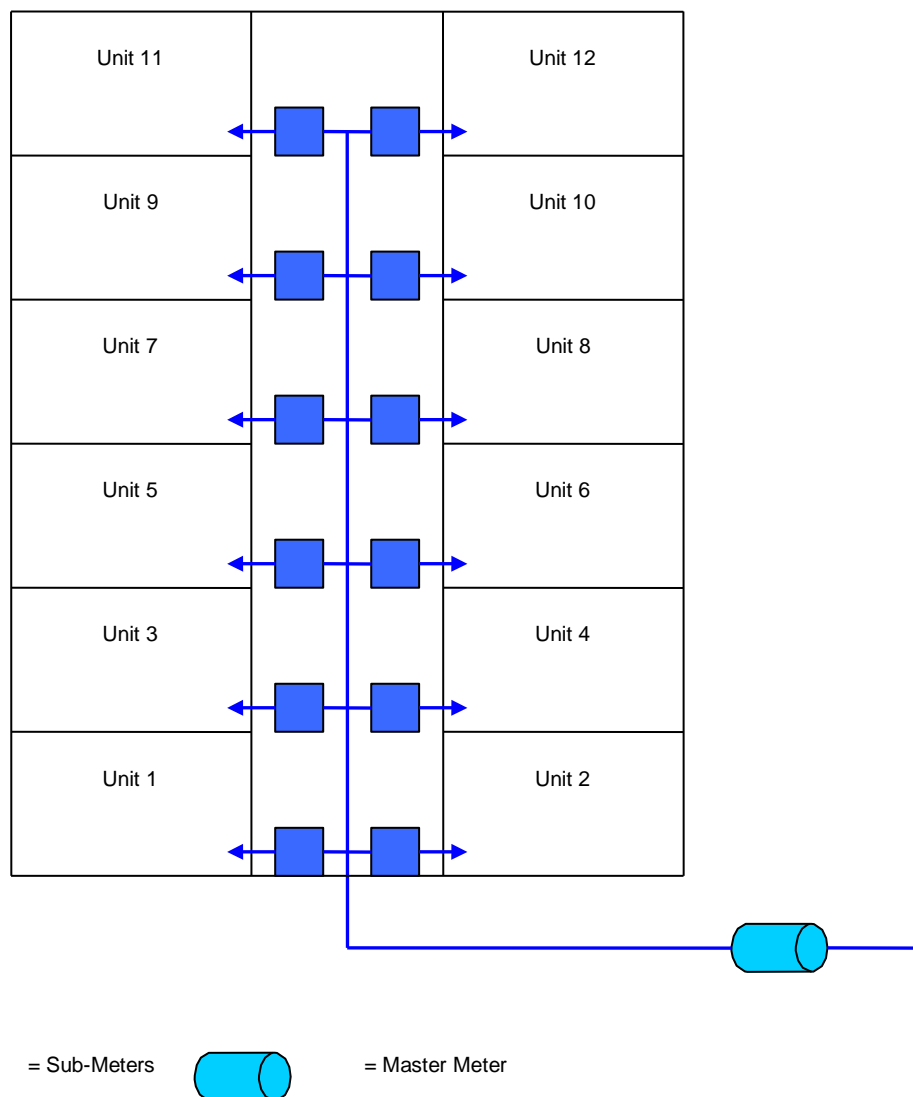 Unit 11
Unit 12
Unit 9
Unit 10
Unit 7
Unit 8
Unit 5
Unit 6
Unit 3
Unit 4
Unit 1
Unit 2
= Sub-Meters
= Master Meter